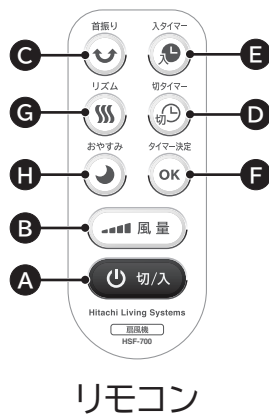 首振り 入タイマー
C 入 E
リズム 切タイマー
G 切 D
おやすみ タイマー決定
H OK F
B 風量
A 切/入
Hitachi Living Systems
扇風機
HSF-700
リモコン